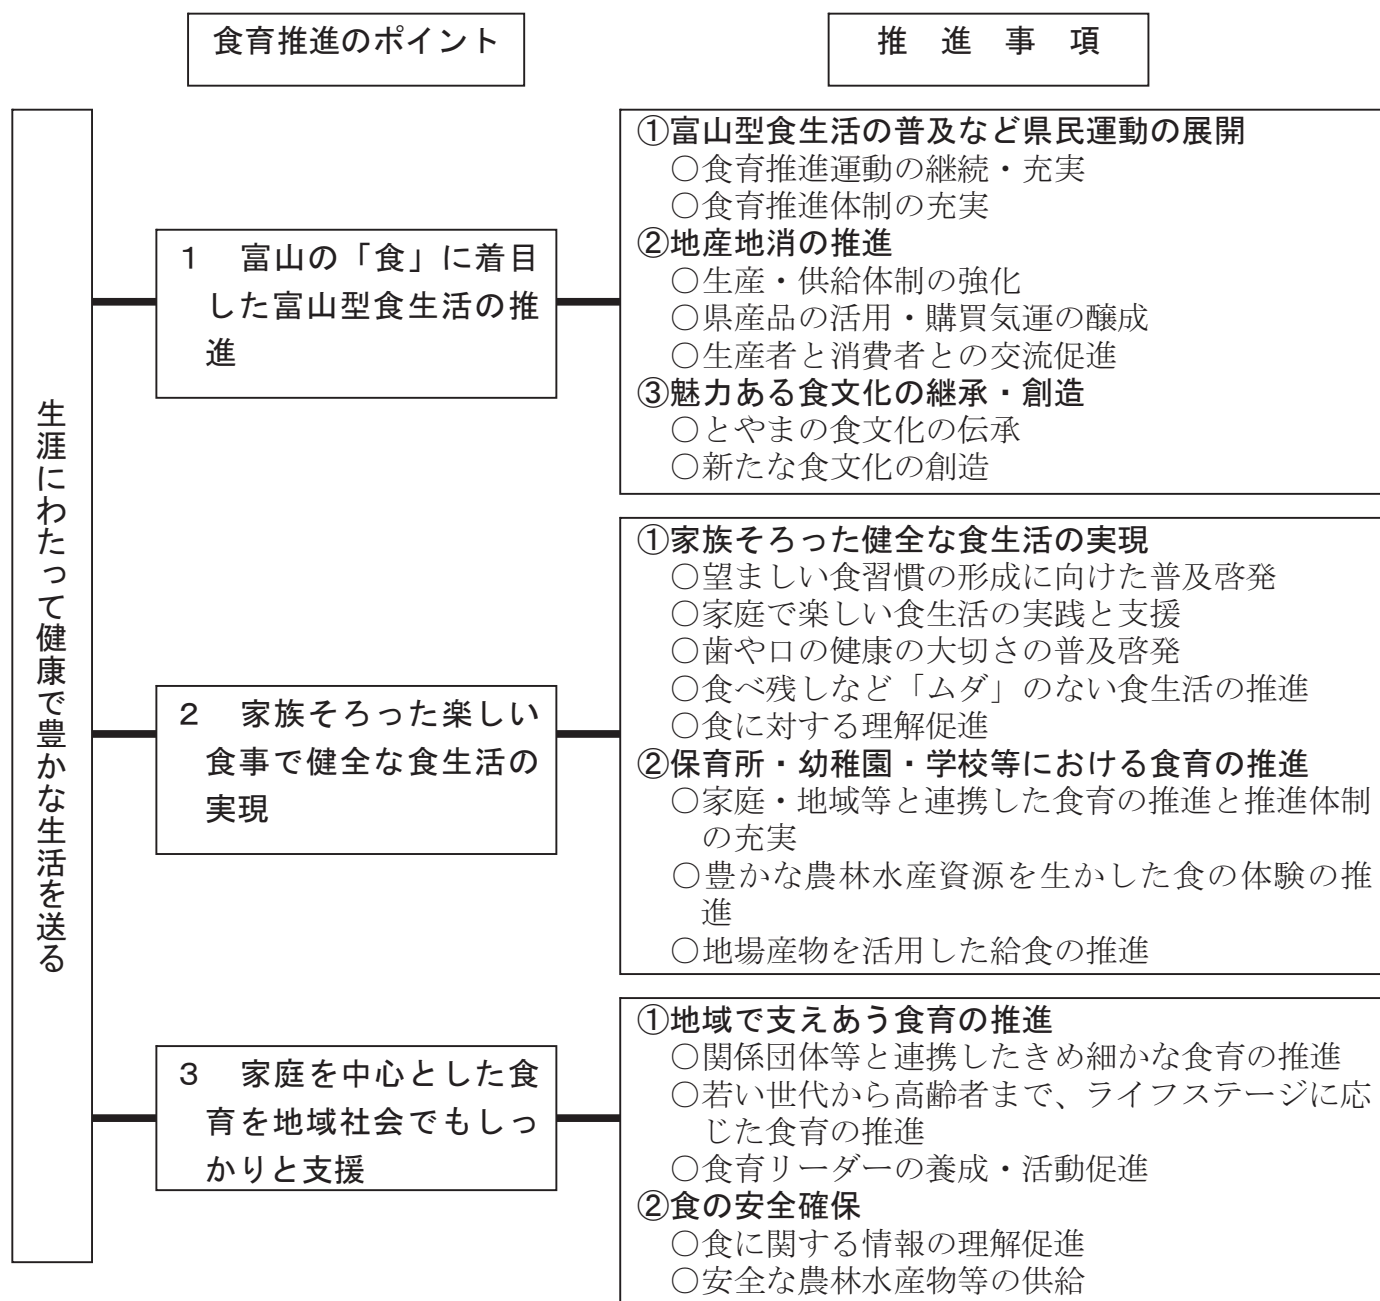 食育推進のポイント
推 進 事 項
生涯にわたって健康で豊かな生活を送る
1 富山の「食」に着目
した富山型食生活の推
進
①富山型食生活の普及など県民運動の展開
○食育推進運動の継続・充実
○食育推進体制の充実
②地産地消の推進
○生産・供給体制の強化
○県産品の活用・購買気運の醸成
○生産者と消費者との交流促進
③魅力ある食文化の継承・創造
○とやまの食文化の伝承
○新たな食文化の創造
2 家族そろった楽しい
食事で健全な食生活の
実現
①家族そろった健全な食生活の実現
○望ましい食習慣の形成に向けた普及啓発
○家庭で楽しい食生活の実践と支援
○歯や口の健康の大切さの普及啓発
○食べ残しなど「ムダ」のない食生活の推進
○食に対する理解促進
②保育所・幼稚園・学校等における食育の推進
○家庭・地域等と連携した食育の推進と推進体制
の充実
○豊かな農林水産資源を生かした食の体験の推
進
○地場産物を活用した給食の推進
3 家庭を中心とした食
育を地域社会でもしっ
かりと支援
①地域で支えあう食育の推進
○関係団体等と連携したきめ細かな食育の推進
○若い世代から高齢者まで、ライフステージに応
じた食育の推進
○食育リーダーの養成・活動促進
②食の安全確保
○食に関する情報の理解促進
○安全な農林水産物等の供給